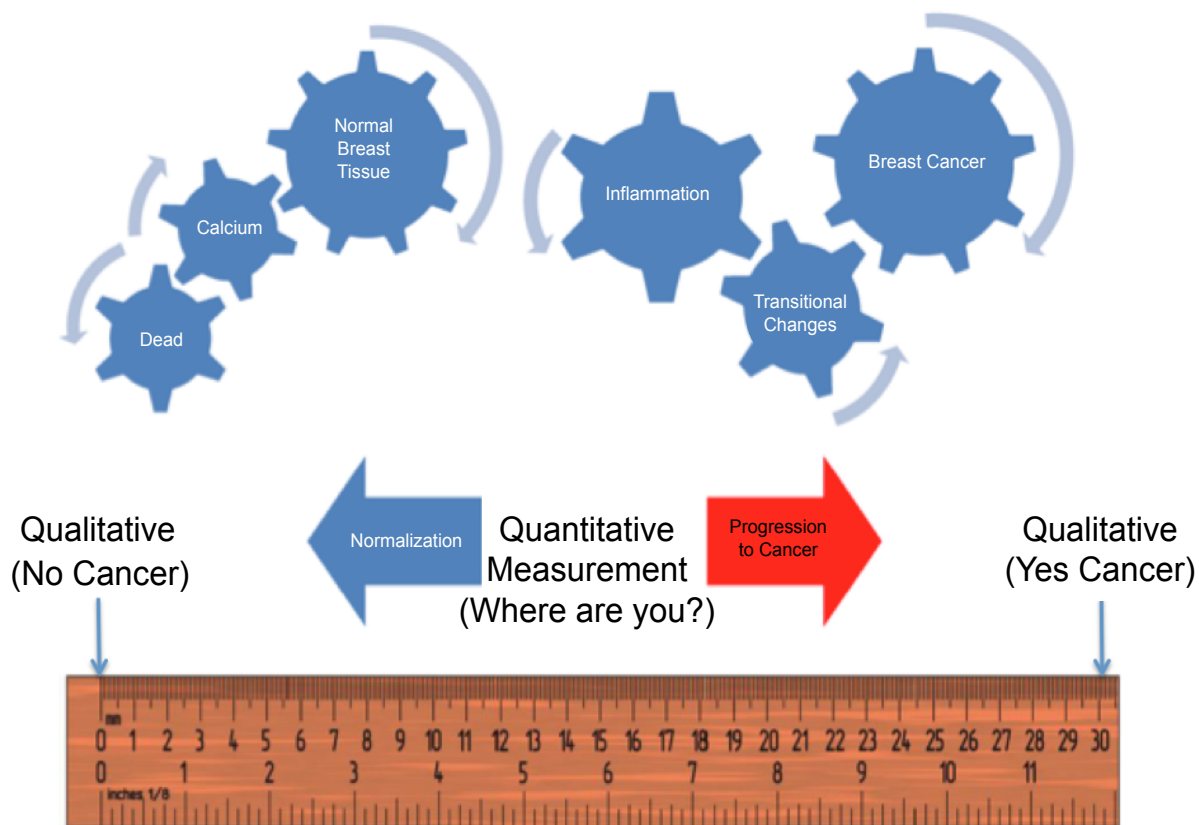 Normal
Breast
Tissue
Calcium
Dead
Inflammation
Breast Cancer
Transitional
Changes
Qualitative
(No Cancer)
Normalization
Quantitative
Measurement
(Where are you?)
Progression
to Cancer
Qualitative
(Yes Cancer)
mm
0 1 2 3 4 5 6 7 8 9 10 11 12 13 14 15 16 17 18 19 20 21 22 23 24 25 26 27 28 29 30
0 1 2 3 4 5 6 7 8 9 10 11
inches, 1/8